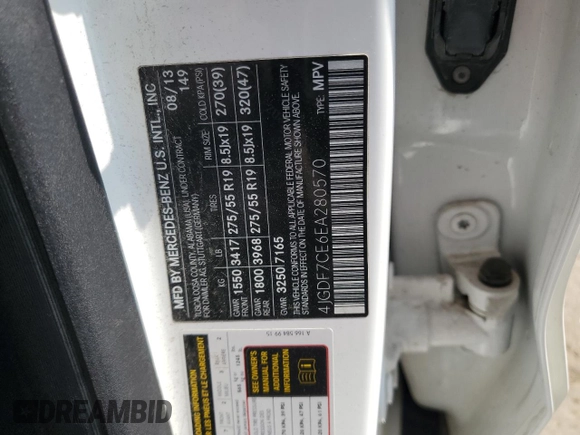 MFD BY MERCEDES-BENZ U.S. INTL., INC
TUSCALOOSA COUNTY, ALABAMA (USA), UNDER CONTRACT
FOR DAIMLER AG, STUTTGART (GERMANY)
08/13
149
KG LB TIRES RIM SIZE COLD KPA (PSI)
GAWR FRONT 1550 3417 275/55 R19 8.5Jx19 270(39)
GAWR REAR 1800 3968 275/55 R19 8.5Jx19 320(47)
GVWR 3250 7165
THIS VEHICLE CONFORMS TO ALL APPLICABLE FEDERAL MOTOR VEHICLE SAFETY
STANDARDS IN EFFECT ON THE DATE OF MANUFACTURE SHOWN ABOVE.
4JGDF7CE6EA280570 TYPE: MPV
A 166 584 99 15
SEE OWNER'S
MANUAL FOR
ADDITIONAL
INFORMATION
DREAMBID